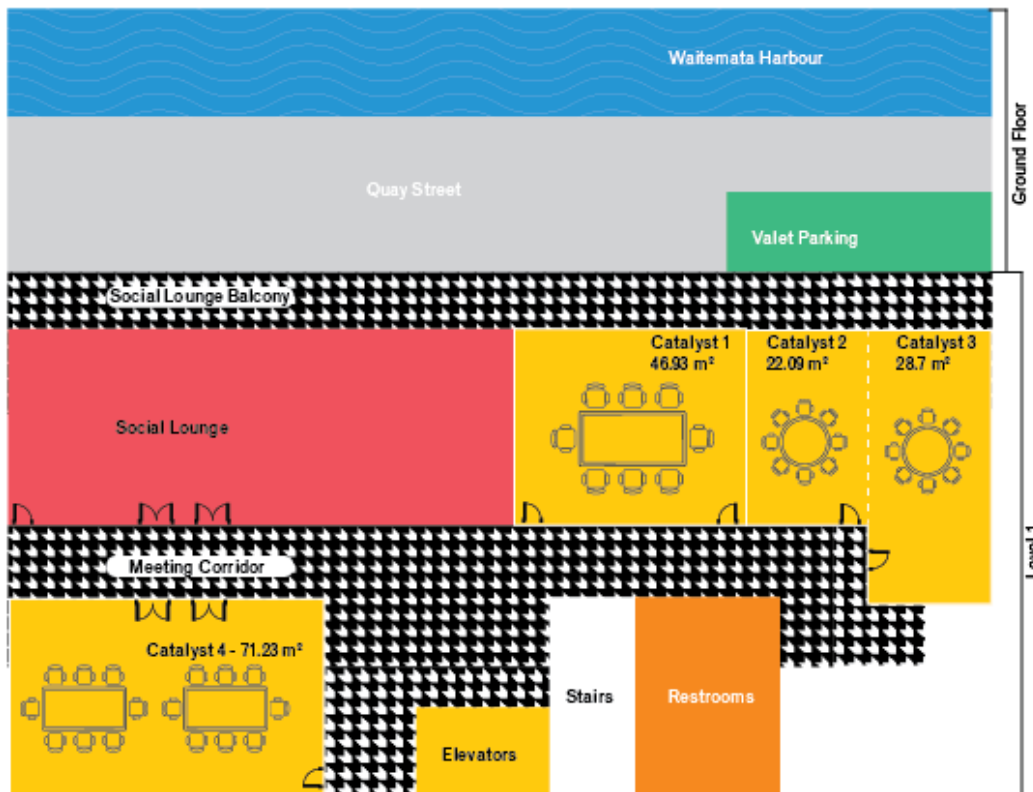 Waitemata Harbour
Ground Floor
Quay Street
Valet Parking
Social Lounge Balcony
Catalyst 1
46.93 m²
Catalyst 2
22.09 m²
Catalyst 3
28.7 m²
Social Lounge
Level 1
Meeting Corridor
Catalyst 4 - 71.23 m²
Stairs
Restrooms
Elevators